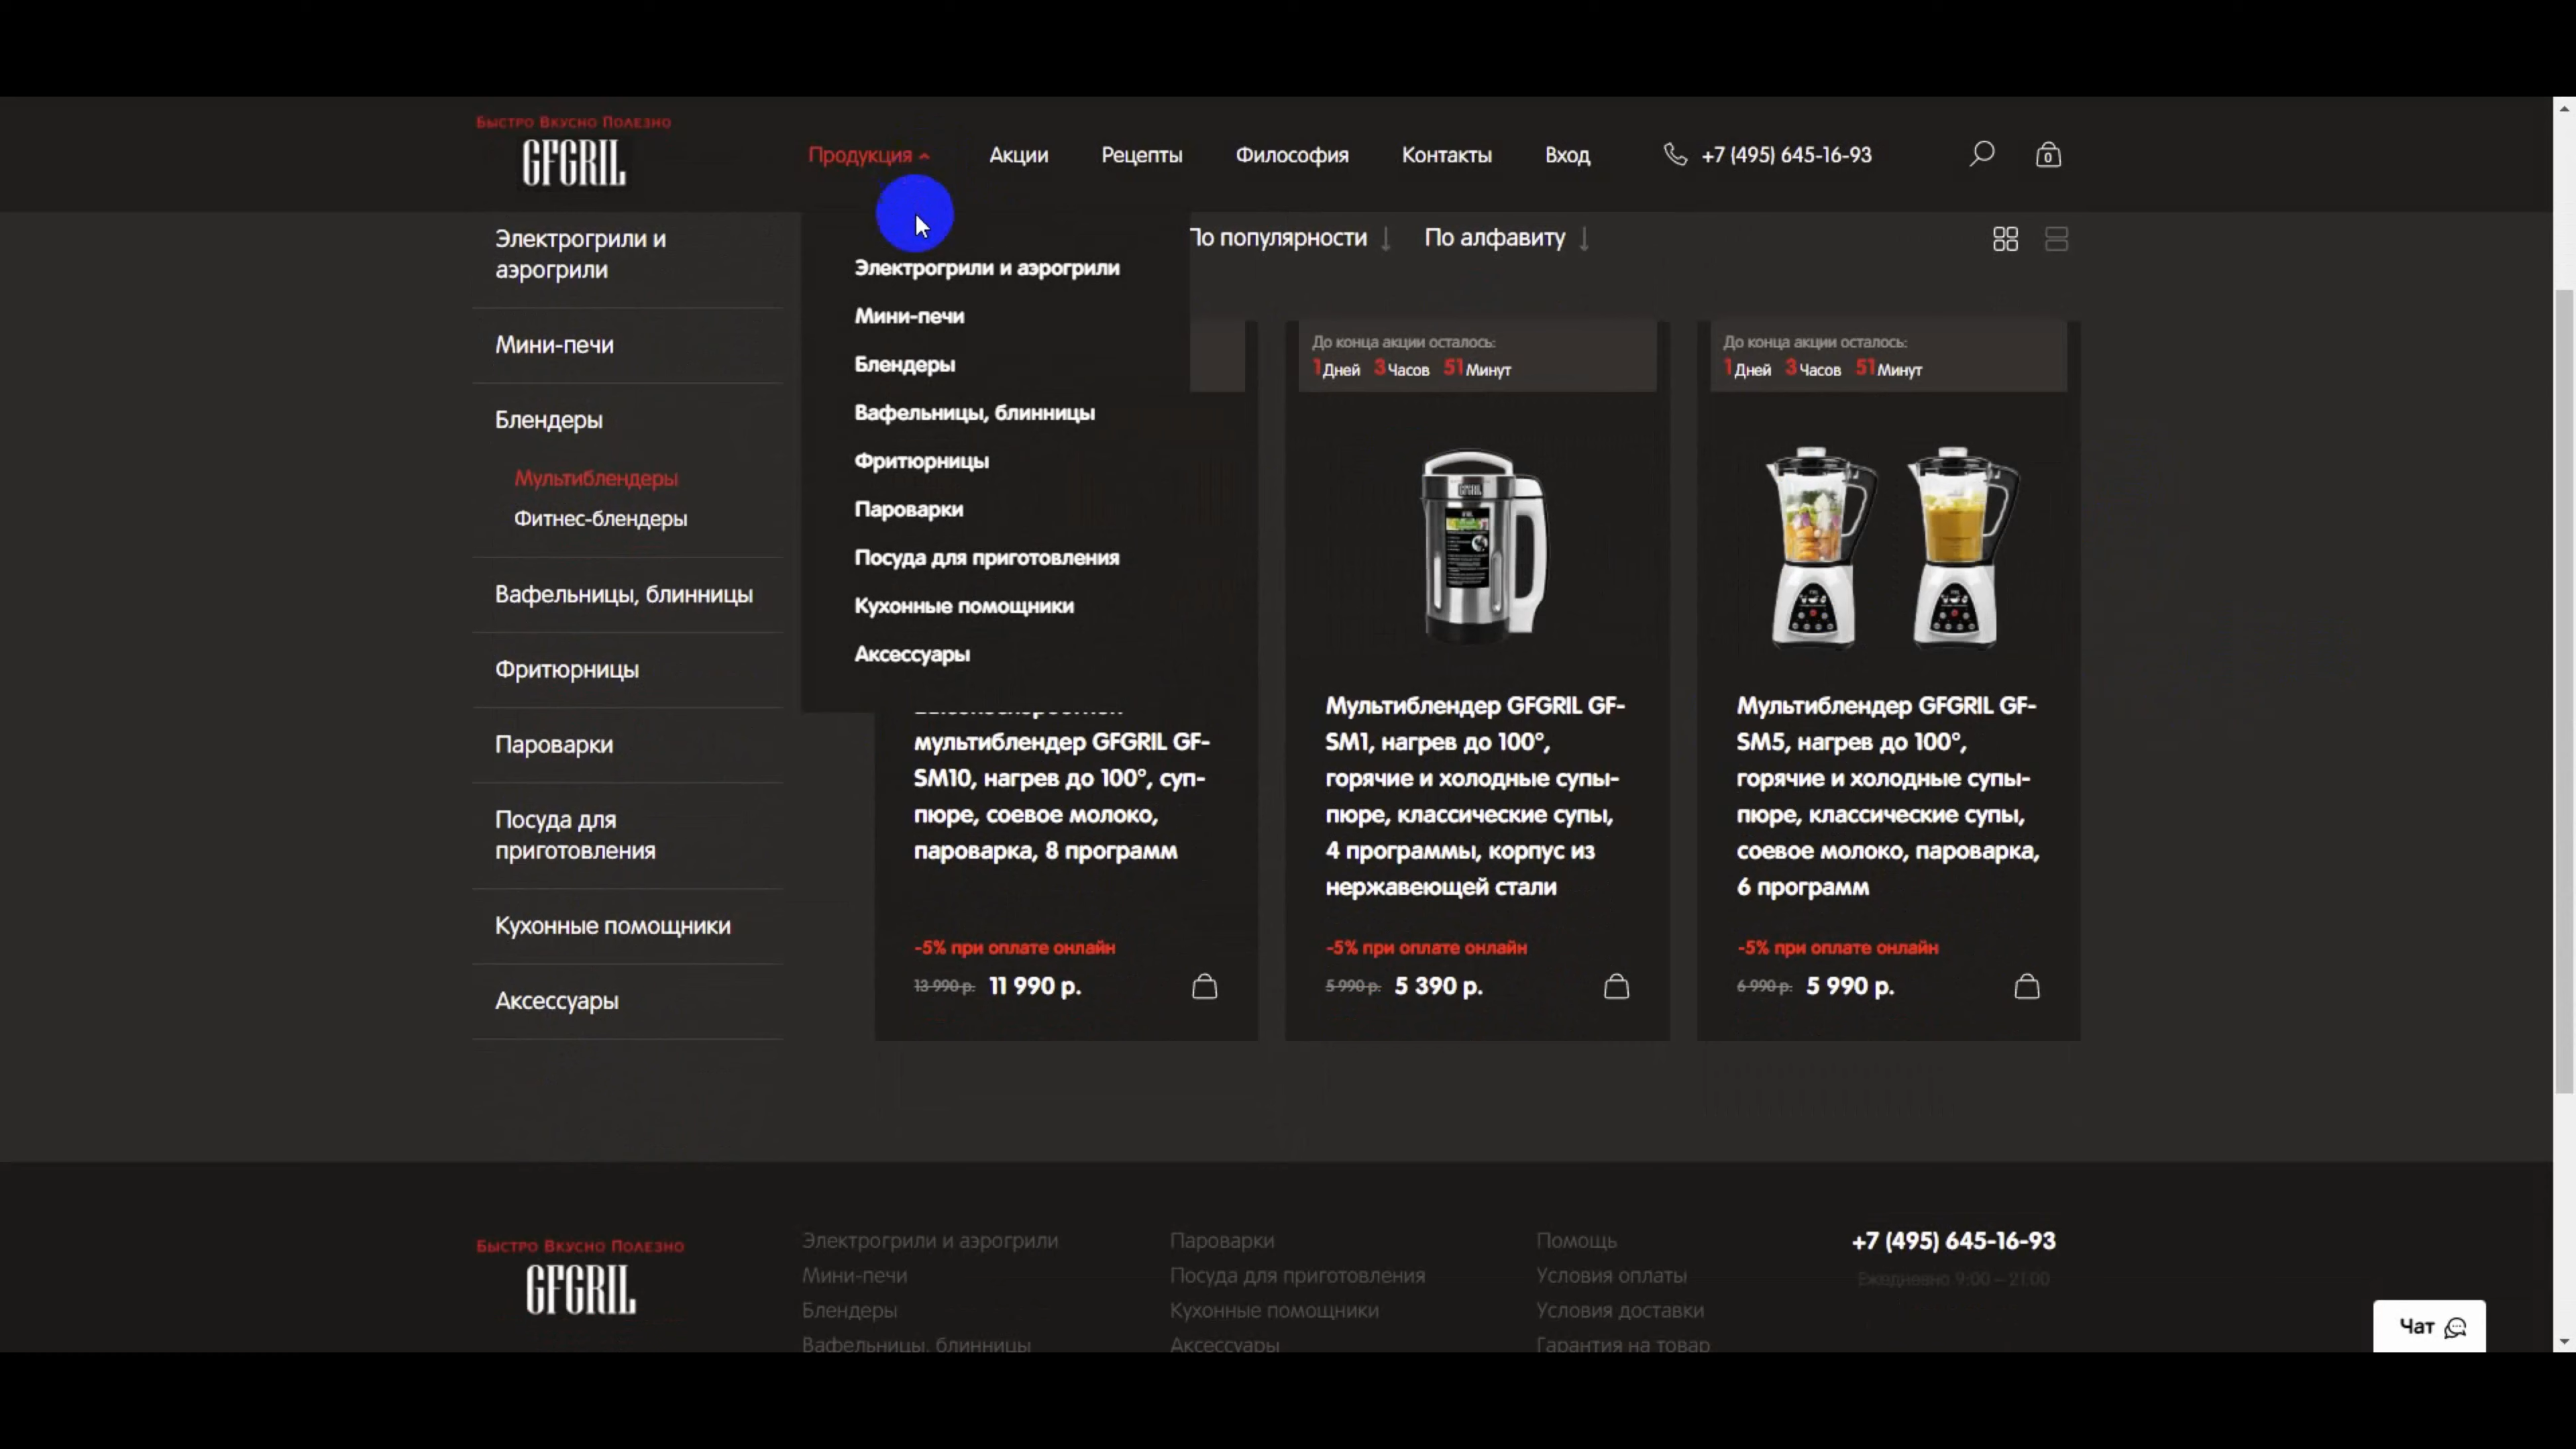 Быстро Вкусно Полезно
GFGRIL
Продукция
Акции
Рецепты
Философия
Контакты
Вход
+7 (495) 645-16-93
0
Электрогрили и
аэрогрили
Мини-печи
Блендеры
Мультиблендеры
Фитнес-блендеры
Вафельницы, блинницы
Фритюрницы
Пароварки
Посуда для
приготовления
Кухонные помощники
Аксессуары
Электрогрили и аэрогрили
Мини-печи
Блендеры
Вафельницы, блинницы
Фритюрницы
Пароварки
Посуда для приготовления
Кухонные помощники
Аксессуары
По популярности
По алфавиту
мультиблендер GFGRIL GF-
SM10, нагрев до 100°, суп-
пюре, соевое молоко,
пароварка, 8 программ
-5% при оплате онлайн
13 990 р. 11 990 р.
До конца акции осталось:
1 Дней 3 Часов 51 Минут
GFGRIL
Мультиблендер GFGRIL GF-
SM1, нагрев до 100°,
горячие и холодные супы-
пюре, классические супы,
4 программы, корпус из
нержавеющей стали
-5% при оплате онлайн
5 990 р. 5 390 р.
До конца акции осталось:
1 Дней 3 Часов 51 Минут
Мультиблендер GFGRIL GF-
SM5, нагрев до 100°,
горячие и холодные супы-
пюре, классические супы,
соевое молоко, пароварка,
6 программ
-5% при оплате онлайн
6 990 р. 5 990 р.
Быстро Вкусно Полезно
GFGRIL
Электрогрили и аэрогрили
Мини-печи
Блендеры
Вафельницы, блинницы
Пароварки
Посуда для приготовления
Кухонные помощники
Аксессуары
Помощь
Условия оплаты
Условия доставки
Гарантия на товар
+7 (495) 645-16-93
Ежедневно 9:00 – 21:00
Чат